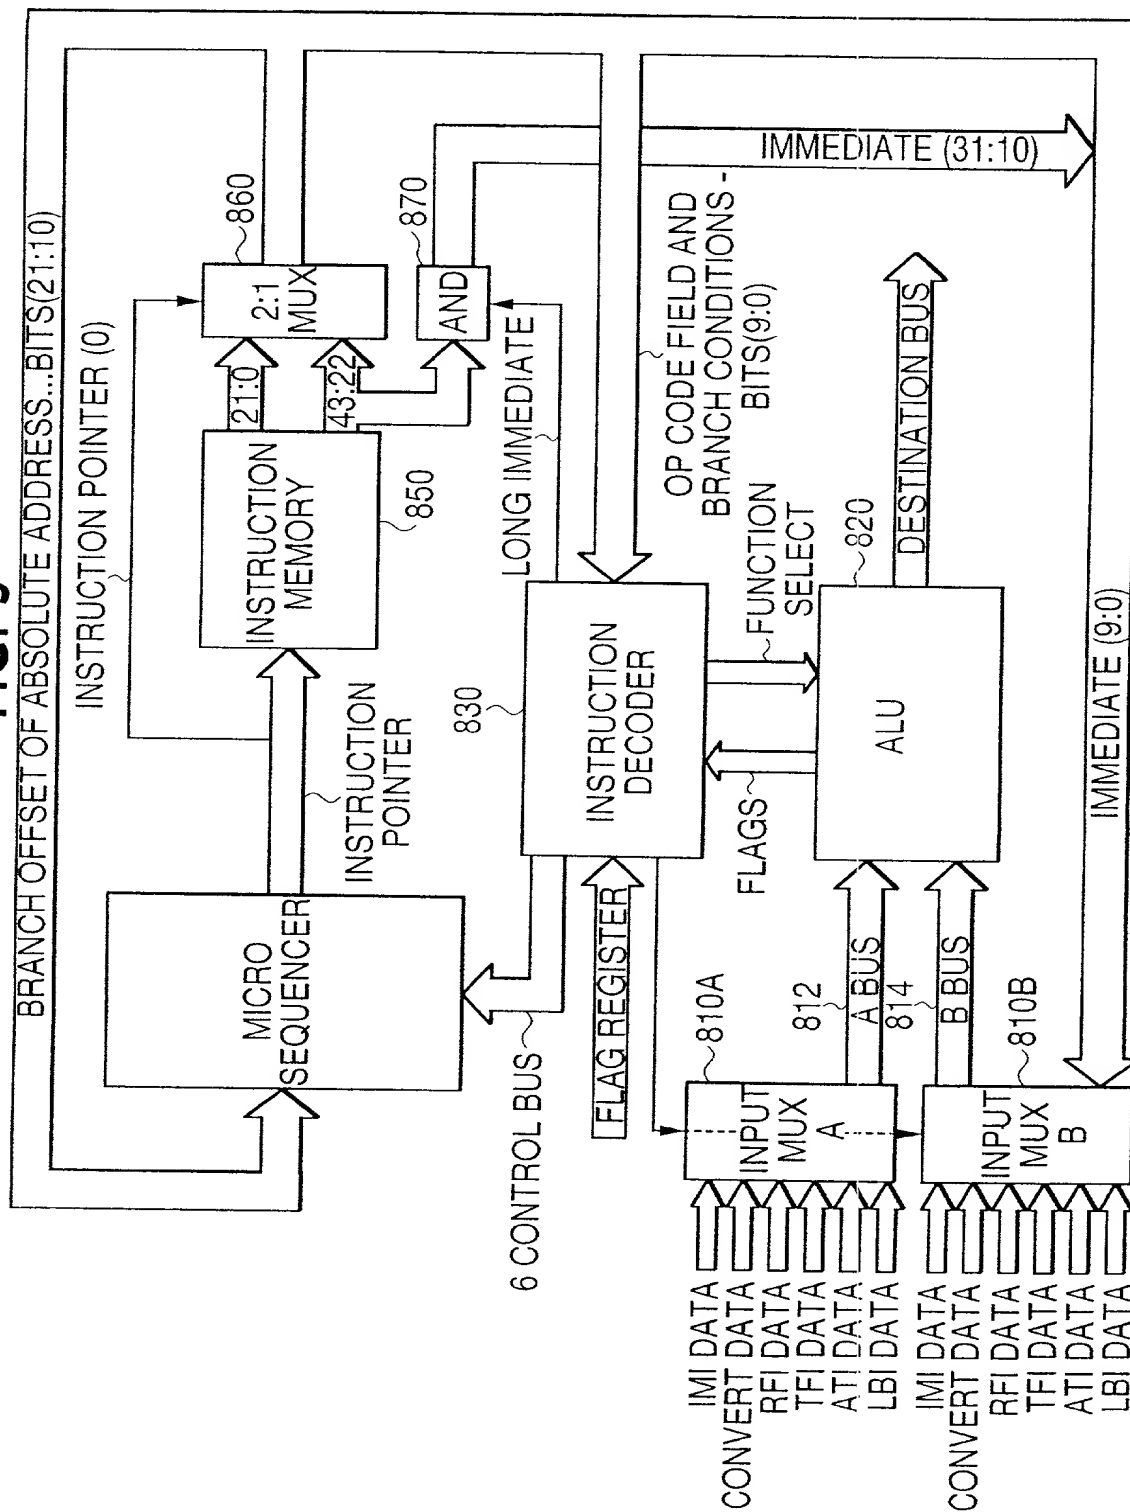 BRANCH OFFSET OF ABSOLUTE ADDRESS...BITS(21:10)
INSTRUCTION POINTER (0)
860
2:1
MUX
21:0
43:22
870
AND
INSTRUCTION
MEMORY
850
MICRO
SEQUENCER
INSTRUCTION
POINTER
LONG IMMEDIATE
IMMEDIATE (31:10)
830
INSTRUCTION
DECODER
OP CODE FIELD AND
BRANCH CONDITIONS-
BITS(9:0)
6 CONTROL BUS
FLAG REGISTER
FLAGS
FUNCTION
SELECT
820
ALU
DESTINATION BUS
810A
INPUT
MUX
A
812
A BUS
814
B BUS
810B
INPUT
MUX
B
IMMEDIATE (9:0)
IMI DATA
CONVERT DATA
RFI DATA
TFI DATA
ATI DATA
LBI DATA
IMI DATA
CONVERT DATA
RFI DATA
TFI DATA
ATI DATA
LBI DATA